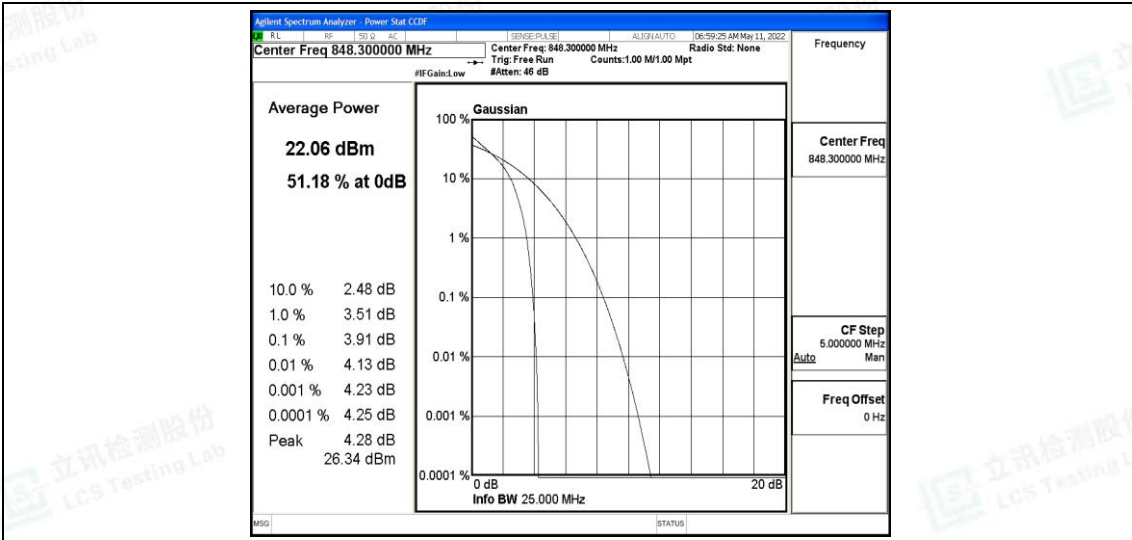 Agilent Spectrum Analyzer - Power Stat CCDF
RL RF 50 Ω AC SENSE:PULSE ALIGNAUTO 06:59:25 AM May 11, 2022
Center Freq 848.300000 MHz
Center Freq: 848.300000 MHz Radio Std: None
Trig: Free Run Counts:1.00 M/1.00 Mpt
#IFGain:Low #Atten: 46 dB
Frequency
Average Power
22.06 dBm
51.18 % at 0dB
10.0 % 2.48 dB
1.0 % 3.51 dB
0.1 % 3.91 dB
0.01 % 4.13 dB
0.001 % 4.23 dB
0.0001 % 4.25 dB
Peak 4.28 dB
26.34 dBm
Gaussian
100 %
10 %
1 %
0.1 %
0.01 %
0.001 %
0.0001 %
0 dB 20 dB
Info BW 25.000 MHz
Center Freq
848.300000 MHz
CF Step
5.000000 MHz
Auto Man
Freq Offset
0 Hz
MSG STATUS
立讯检测股份
LCS Testing Lab